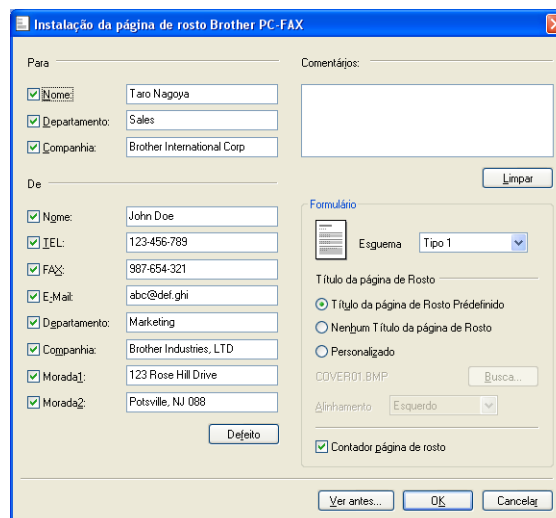 Instalação da página de rosto Brother PC-FAX
Para
Nome: Taro Nagoya
Departamento: Sales
Companhia: Brother International Corp
De
Nome: John Doe
TEL: 123-456-789
FAX: 987-654-321
E-Mail: abc@def.ghi
Departamento: Marketing
Companhia: Brother Industries, LTD
Morada1: 123 Rose Hill Drive
Morada2: Potsville, NJ 088
Defeito
Comentários:
Limpar
Formulário
Esquema Tipo 1
Título da página de Rosto
Título da página de Rosto Prédefinido
Nenhum Título da página de Rosto
Personalizado
COVER01.BMP Busca...
Alinhamento Esquerdo
Contador página de rosto
Ver antes... OK Cancelar